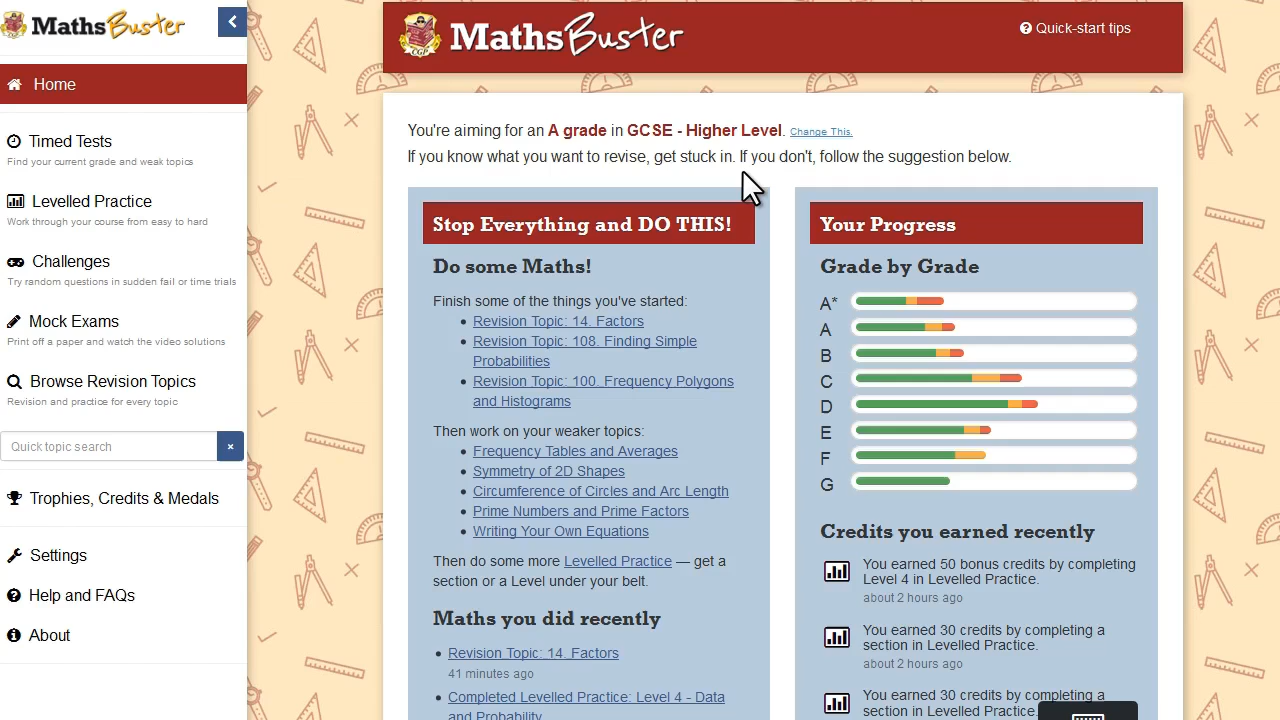 Maths Buster
Home
Timed Tests
Find your current grade and weak topics
Levelled Practice
Work through your course from easy to hard
Challenges
Try random questions in sudden fail or time trials
Mock Exams
Print off a paper and watch the video solutions
Browse Revision Topics
Revision and practice for every topic
Quick topic search
×
Trophies, Credits & Medals
Settings
Help and FAQs
About
CGP
Maths Buster
Quick-start tips
You're aiming for an A grade in GCSE - Higher Level. Change This.
If you know what you want to revise, get stuck in. If you don't, follow the suggestion below.
Stop Everything and DO THIS!
Do some Maths!
Finish some of the things you've started:
• Revision Topic: 14. Factors
• Revision Topic: 108. Finding Simple
Probabilities
• Revision Topic: 100. Frequency Polygons
and Histograms
Then work on your weaker topics:
• Frequency Tables and Averages
• Symmetry of 2D Shapes
• Circumference of Circles and Arc Length
• Prime Numbers and Prime Factors
• Writing Your Own Equations
Then do some more Levelled Practice — get a
section or a Level under your belt.
Maths you did recently
• Revision Topic: 14. Factors
41 minutes ago
• Completed Levelled Practice: Level 4 - Data
and Probability
Your Progress
Grade by Grade
A*
A
B
C
D
E
F
G
Credits you earned recently
You earned 50 bonus credits by completing
Level 4 in Levelled Practice.
about 2 hours ago
You earned 30 credits by completing a
section in Levelled Practice.
about 2 hours ago
You earned 30 credits by completing a
section in Levelled Practice.